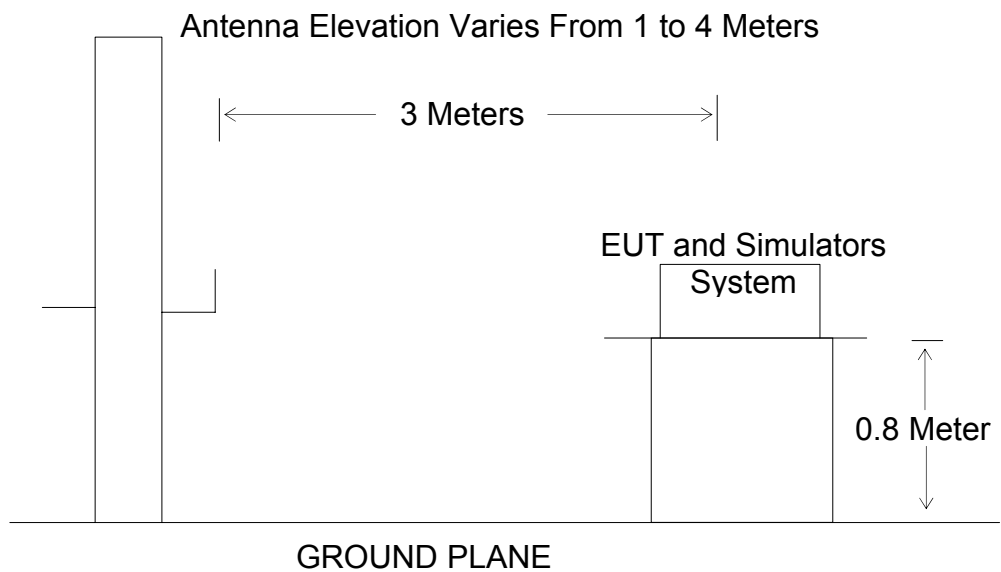 Antenna Elevation Varies From 1 to 4 Meters
3 Meters
EUT and Simulators
System
0.8 Meter
GROUND PLANE